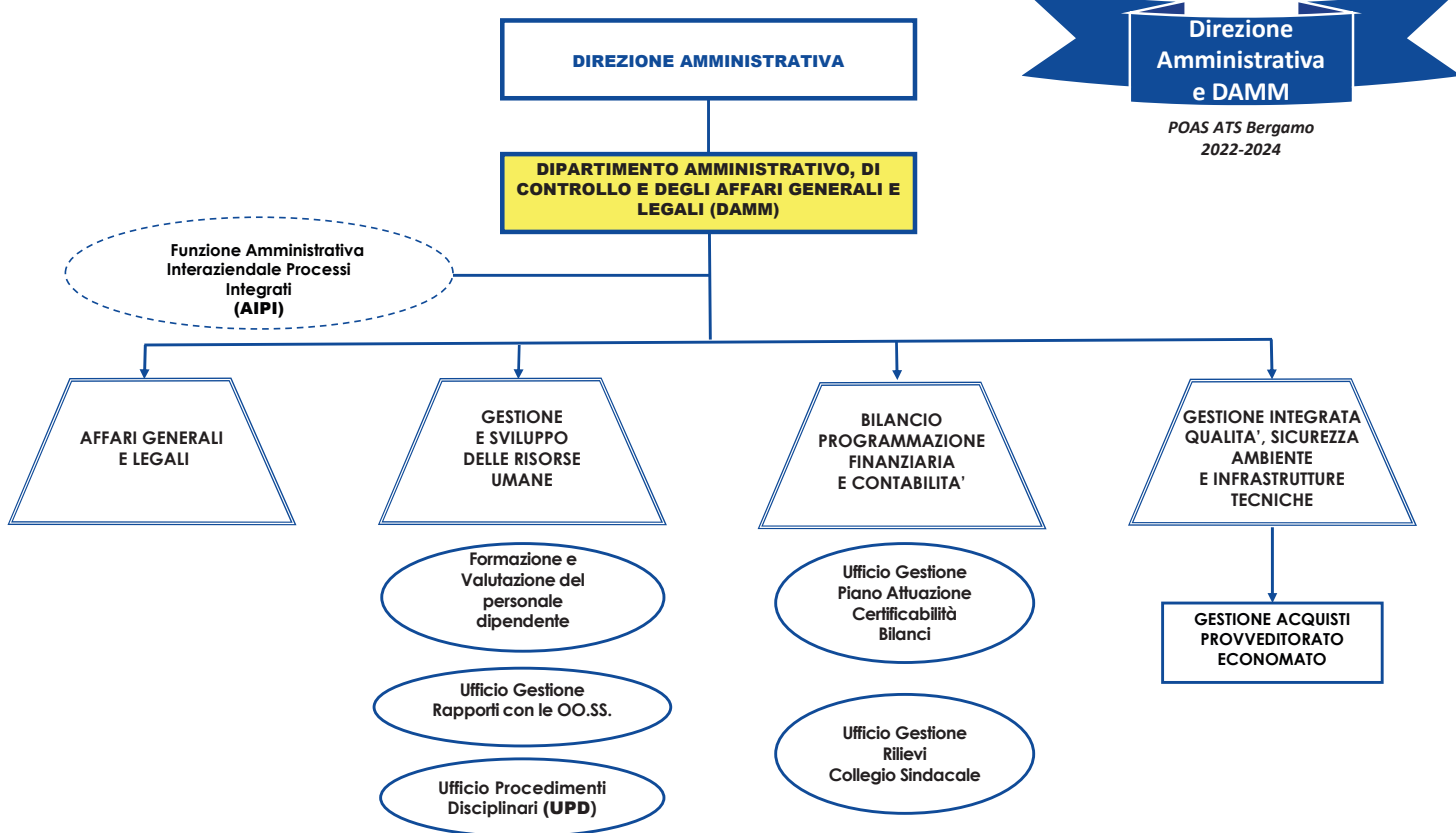 Direzione
Amministrativa
e DAMM
POAS ATS Bergamo
2022-2024
DIREZIONE AMMINISTRATIVA
DIPARTIMENTO AMMINISTRATIVO, DI
CONTROLLO E DEGLI AFFARI GENERALI E
LEGALI (DAMM)
Funzione Amministrativa
Interaziendale Processi
Integrati
(AIPI)
AFFARI GENERALI
E LEGALI
GESTIONE
E SVILUPPO
DELLE RISORSE
UMANE
BILANCIO
PROGRAMMAZIONE
FINANZIARIA
E CONTABILITA’
GESTIONE INTEGRATA
QUALITA’, SICUREZZA
AMBIENTE
E INFRASTRUTTURE
TECNICHE
Formazione e
Valutazione del
personale
dipendente
Ufficio Gestione
Rapporti con le OO.SS.
Ufficio Procedimenti
Disciplinari (UPD)
Ufficio Gestione
Piano Attuazione
Certificabilità
Bilanci
Ufficio Gestione
Rilievi
Collegio Sindacale
GESTIONE ACQUISTI
PROVVEDITORATO
ECONOMATO